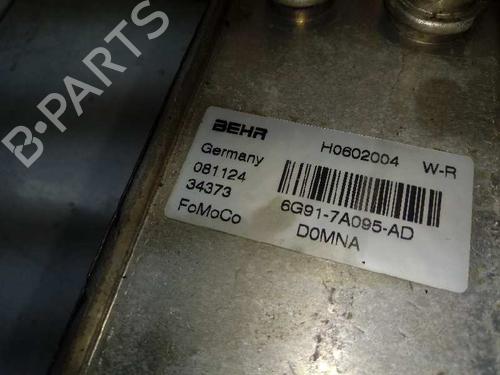 B-PARTS
BEHR
Germany
081124
34373
FoMoCo
H0602004 W-R
6G91-7A095-AD
D0MNA